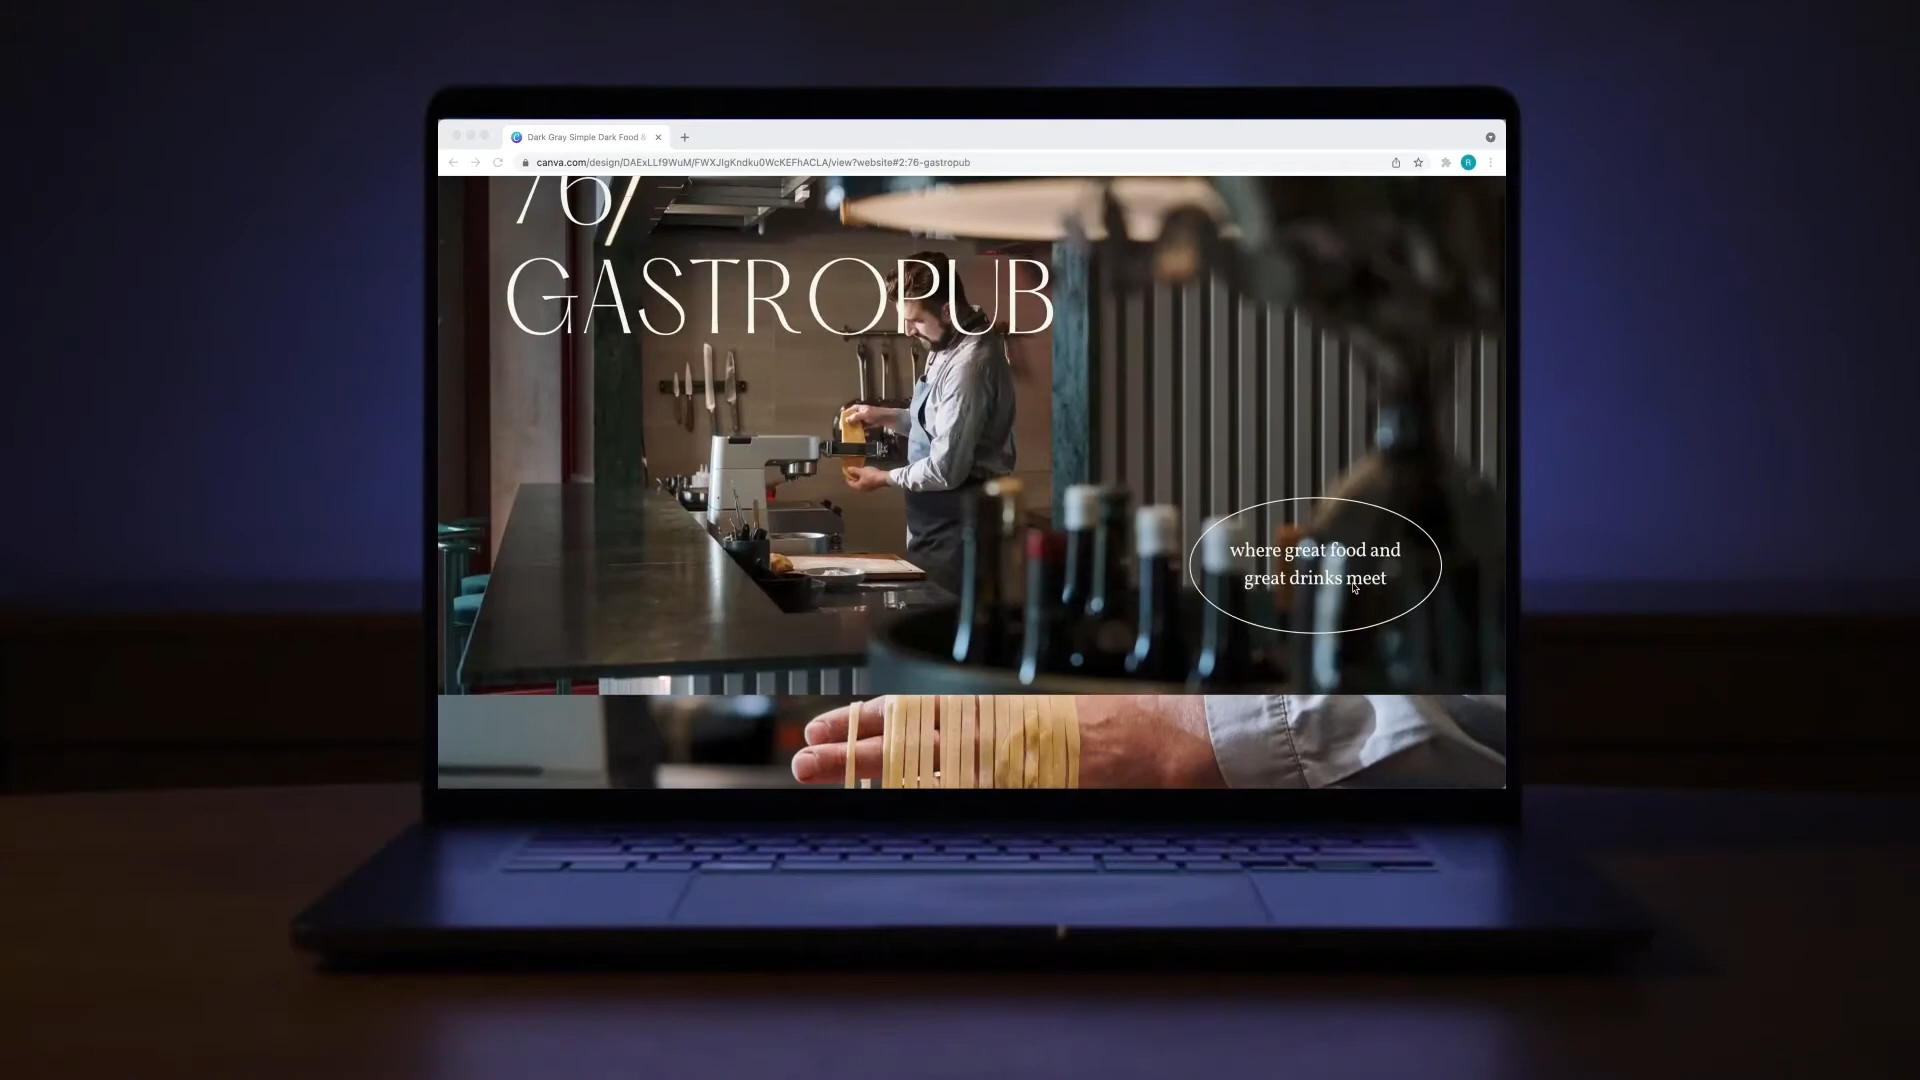 Dark Gray Simple Dark Food &
canva.com/design/DAExLLf9WuM/FWXJIgKndku0WcKEFhACLA/view?website#2:76-gastropub
R
76/
GASTROPUB
where great food and
great drinks meet